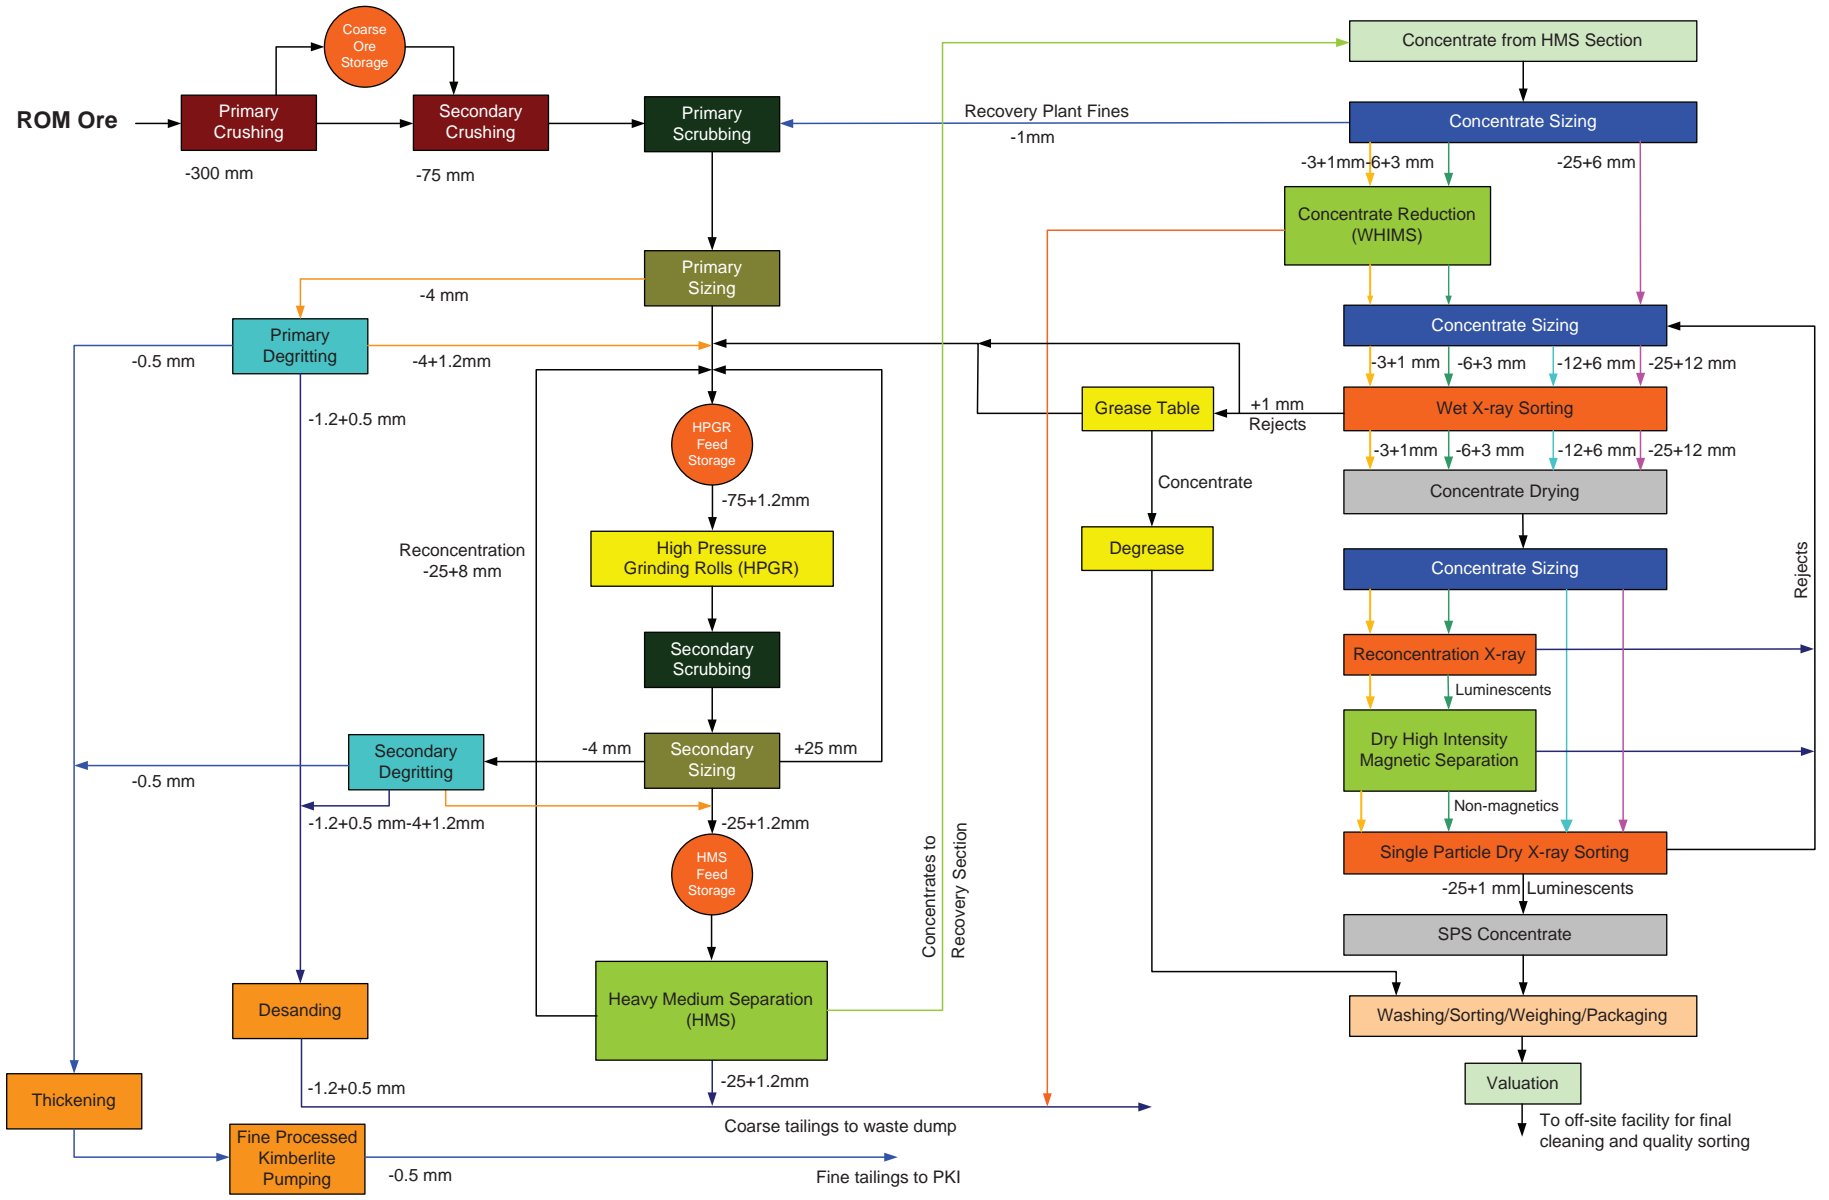 Coarse
Ore
Storage
ROM Ore
Primary
Crushing
-300 mm
Secondary
Crushing
-75 mm
Primary
Scrubbing
Recovery Plant Fines
-1mm
Concentrate from HMS Section
Concentrate Sizing
-3+1mm
-6+3 mm
-25+6 mm
Concentrate Reduction
(WHIMS)
Primary
Sizing
-4 mm
Primary
Degritting
-0.5 mm
-4+1.2mm
-1.2+0.5 mm
Concentrate Sizing
-3+1 mm
-6+3 mm
-12+6 mm
-25+12 mm
Wet X-ray Sorting
+1 mm
Rejects
Grease Table
Concentrate
Degrease
-3+1mm
-6+3 mm
-12+6 mm
-25+12 mm
Concentrate Drying
Concentrate Sizing
Rejects
Reconcentration X-ray
Luminescents
Dry High Intensity
Magnetic Separation
Non-magnetics
Single Particle Dry X-ray Sorting
-25+1 mm
Luminescents
SPS Concentrate
Washing/Sorting/Weighing/Packaging
Valuation
To off-site facility for final
cleaning and quality sorting
HPGR
Feed
Storage
-75+1.2mm
Reconcentration
-25+8 mm
High Pressure
Grinding Rolls (HPGR)
Secondary
Scrubbing
Secondary
Sizing
-4 mm
+25 mm
Secondary
Degritting
-0.5 mm
-1.2+0.5 mm
-4+1.2mm
-25+1.2mm
HMS
Feed
Storage
Concentrates to
Recovery Section
Heavy Medium Separation
(HMS)
-25+1.2mm
Desanding
-1.2+0.5 mm
Coarse tailings to waste dump
Thickening
Fine Processed
Kimberlite
Pumping
-0.5 mm
Fine tailings to PKI